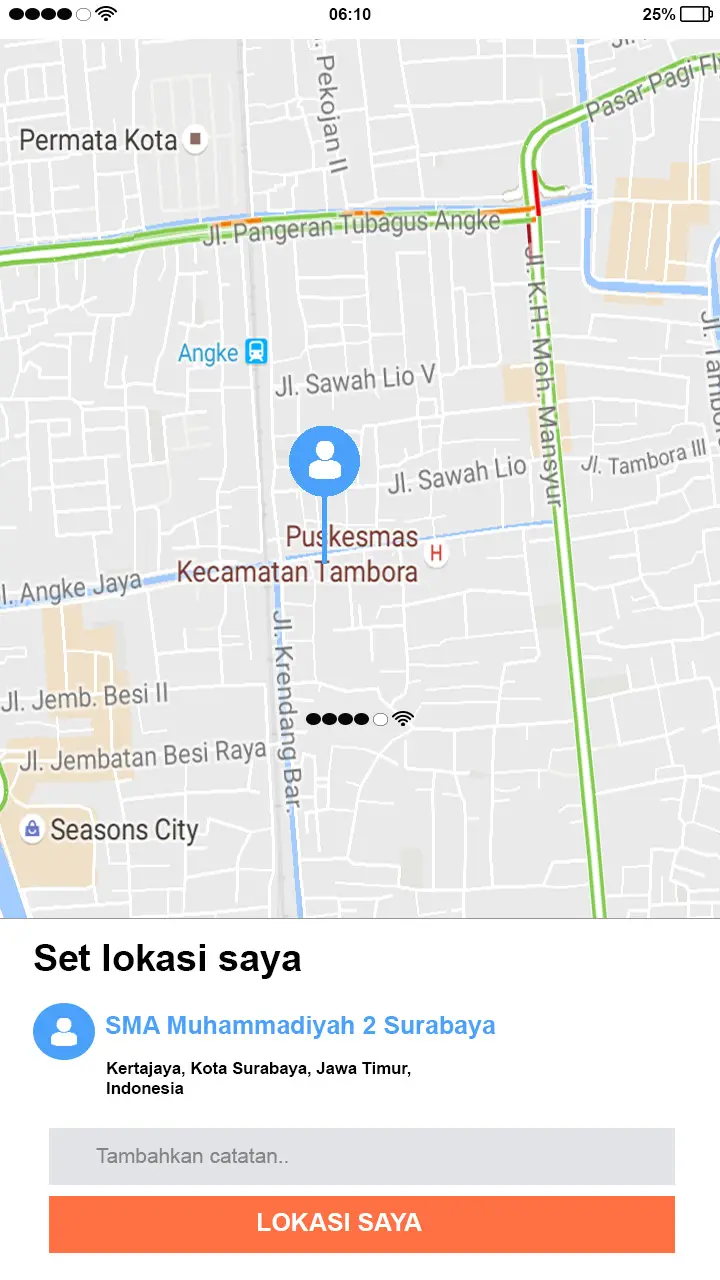 06:10
25%
Jl. Pekojan II
Pasar Pagi Fl
Permata Kota
Jl. Pangeran Tubagus Angke
Jl. K.H. Moh. Mansyur
Angke
Jl. Sawah Lio V
Jl. Sawah Lio
Jl. Tambora III
Jl. Tambor
Puskesmas
Kecamatan Tambora
H
l. Angke Jaya
Jl. Krendang Bar.
Jl. Jemb. Besi II
Jl. Jembatan Besi Raya
Seasons City
Set lokasi saya
SMA Muhammadiyah 2 Surabaya
Kertajaya, Kota Surabaya, Jawa Timur,
Indonesia
Tambahkan catatan..
LOKASI SAYA